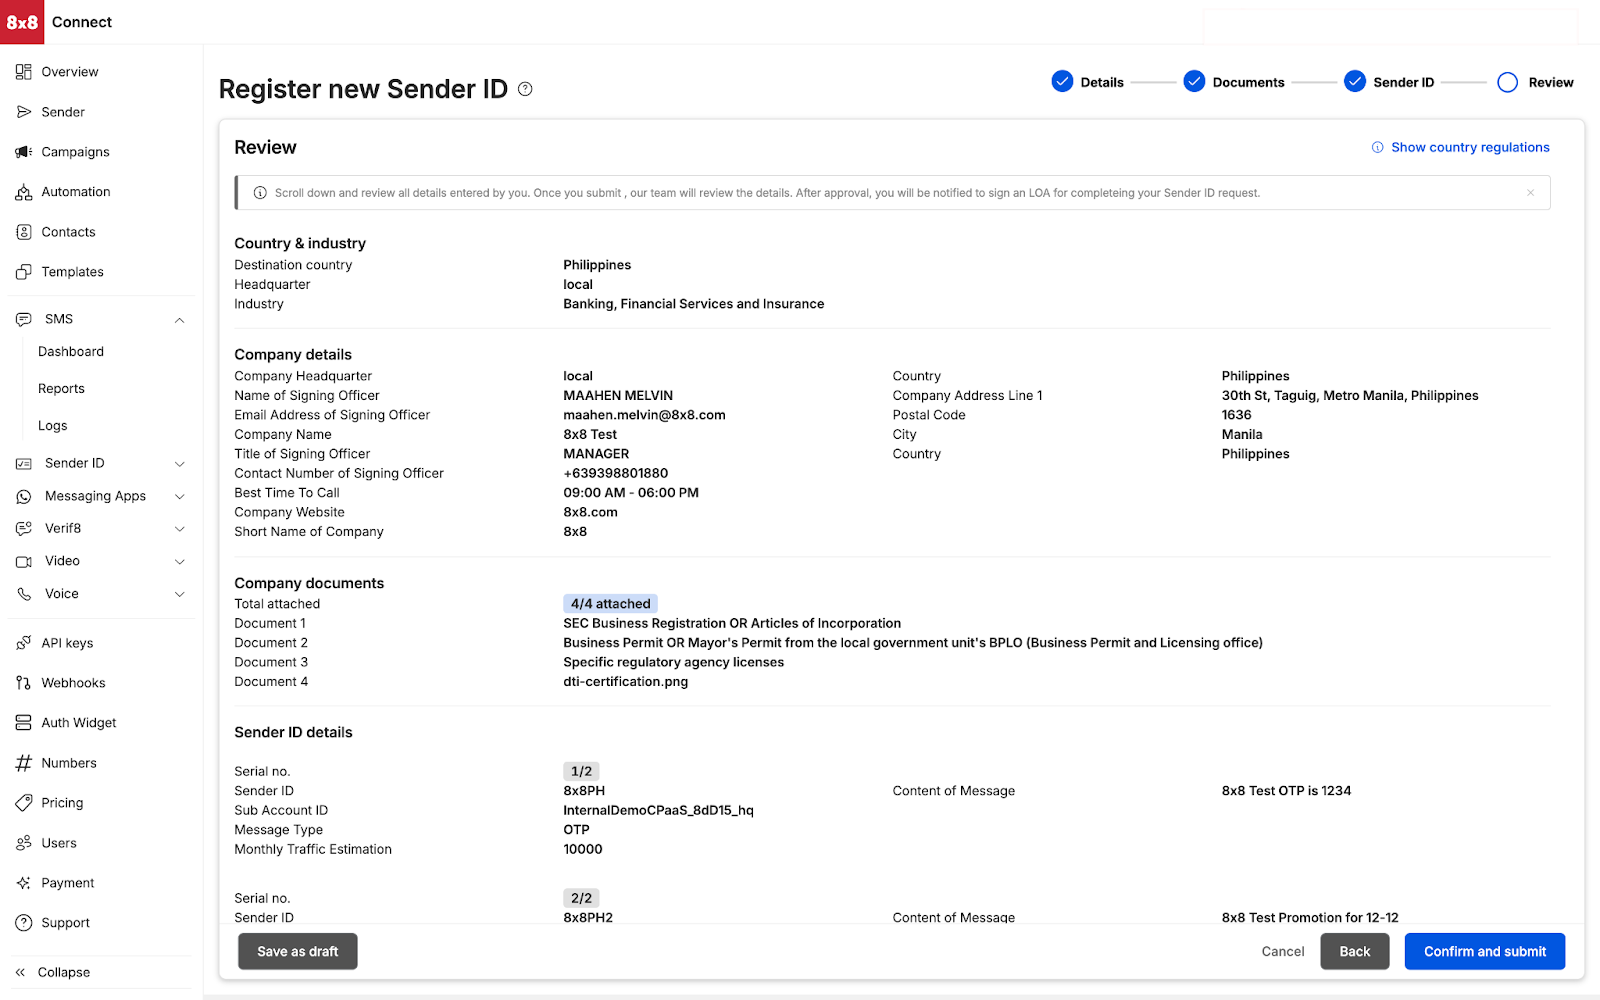 8x8 Connect
Overview
Sender
Campaigns
Automation
Contacts
Templates
SMS
Dashboard
Reports
Logs
Sender ID
Messaging Apps
Verif8
Video
Voice
API keys
Webhooks
Auth Widget
Numbers
Pricing
Users
Payment
Support
Collapse
Register new Sender ID
Details Documents Sender ID Review
Review
Show country regulations
Scroll down and review all details entered by you. Once you submit , our team will review the details. After approval, you will be notified to sign an LOA for completeing your Sender ID request.
Country & industry
Destination country Philippines
Headquarter local
Industry Banking, Financial Services and Insurance
Company details
Company Headquarter local Country Philippines
Name of Signing Officer MAAHEN MELVIN Company Address Line 1 30th St, Taguig, Metro Manila, Philippines
Email Address of Signing Officer maahen.melvin@8x8.com Postal Code 1636
Company Name 8x8 Test City Manila
Title of Signing Officer MANAGER Country Philippines
Contact Number of Signing Officer +639398801880
Best Time To Call 09:00 AM - 06:00 PM
Company Website 8x8.com
Short Name of Company 8x8
Company documents
Total attached 4/4 attached
Document 1 SEC Business Registration OR Articles of Incorporation
Document 2 Business Permit OR Mayor's Permit from the local government unit's BPLO (Business Permit and Licensing office)
Document 3 Specific regulatory agency licenses
Document 4 dti-certification.png
Sender ID details
Serial no. 1/2
Sender ID 8x8PH Content of Message 8x8 Test OTP is 1234
Sub Account ID InternalDemoCPaaS_8dD15_hq
Message Type OTP
Monthly Traffic Estimation 10000
Serial no. 2/2
Sender ID 8x8PH2 Content of Message 8x8 Test Promotion for 12-12
Save as draft Cancel Back Confirm and submit